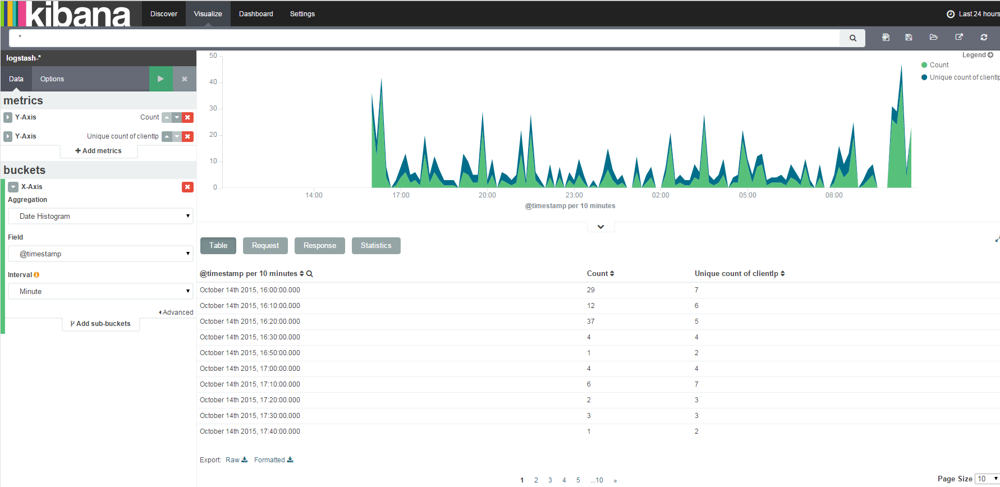 kibana Discover Visualize Dashboard Settings Last 24 hours
*
logstash-*
Data Options
metrics
Y-Axis Count
Y-Axis Unique count of clientIp
Add metrics
buckets
X-Axis
Aggregation
Date Histogram
Field
@timestamp
Interval
Minute
Advanced
Add sub-buckets
Legend
Count
Unique count of clientIp
50
40
30
20
10
0
14:00 17:00 20:00 23:00 02:00 05:00 08:00
@timestamp per 10 minutes
Table Request Response Statistics
@timestamp per 10 minutes Count Unique count of clientIp
October 14th 2015, 16:00:00.000 29 7
October 14th 2015, 16:10:00.000 12 6
October 14th 2015, 16:20:00.000 37 5
October 14th 2015, 16:30:00.000 4 4
October 14th 2015, 16:50:00.000 1 2
October 14th 2015, 17:00:00.000 4 4
October 14th 2015, 17:10:00.000 6 7
October 14th 2015, 17:20:00.000 2 3
October 14th 2015, 17:30:00.000 3 3
October 14th 2015, 17:40:00.000 1 2
Export: Raw Formatted
1 2 3 4 5 ...10 »
Page Size 10